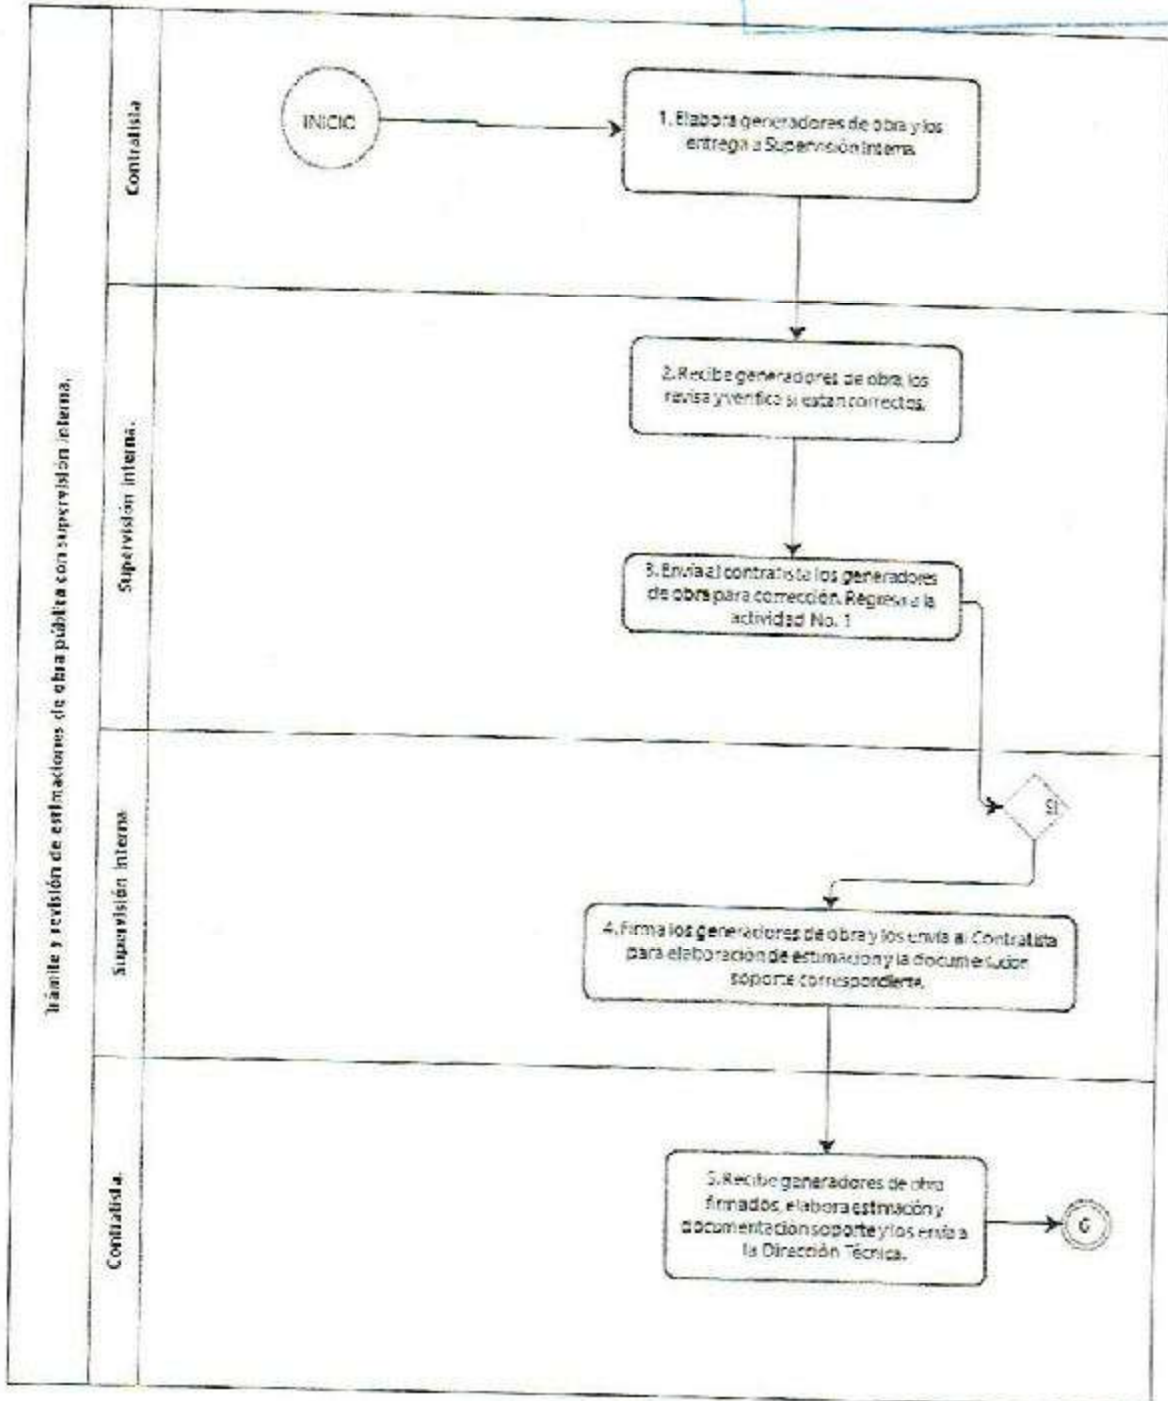 Trámite y revisión de estimaciones de obra pública con supervisión interna.
Contratista
INICIO
1. Elabora generadores de obra y los
entrega a Supervisión Interna.
Supervisión interna.
2. Recibe generadores de obra, los
revisa y verifica si estan correctos.
3. Envia al contratista los generadores
de obra para corrección. Regresa a la
actividad No. 1
Supervisión interna
SI
4. Firma los generadores de obra y los envía al Contratista
para elaboración de estimación y la documentación
soporte correspondiente.
Contratista.
5. Recibe generadores de obra
firmados, elabora estimación y
documentación soporte y los envía a
la Dirección Técnica.